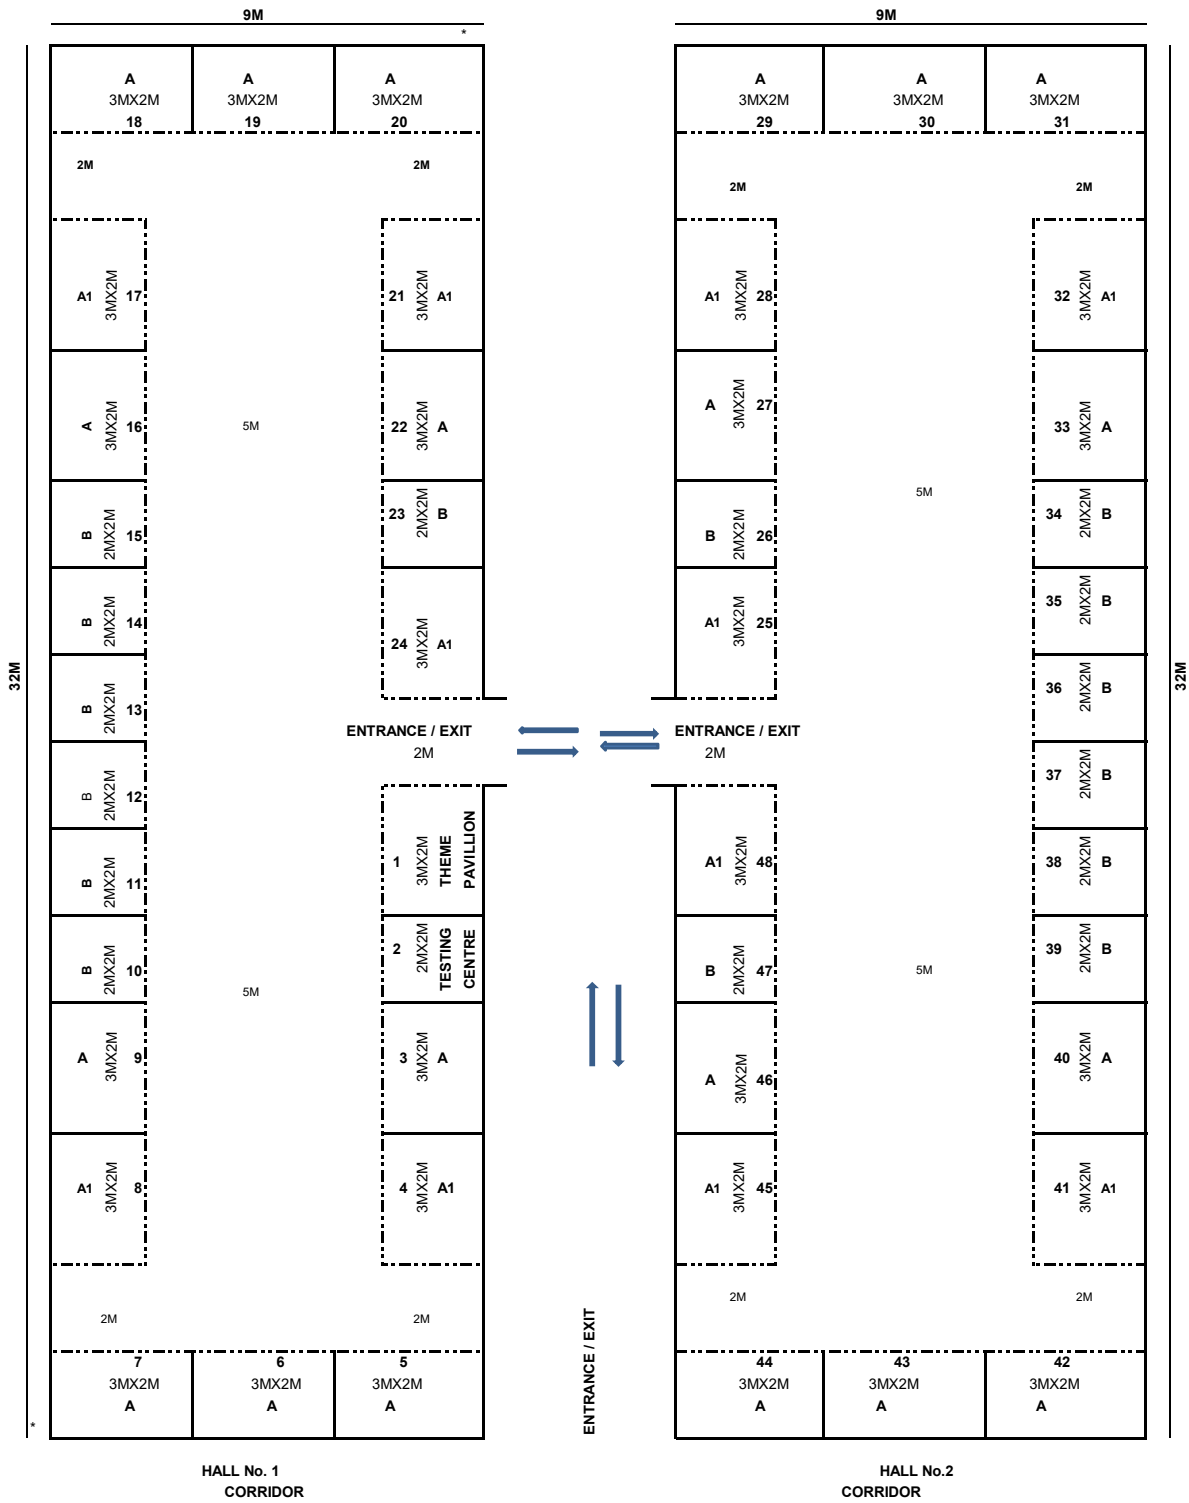 9M
*
A
3MX2M
18
A
3MX2M
19
A
3MX2M
20
2M
2M
A1
3MX2M
17
21
3MX2M
A1
A
3MX2M
16
5M
22
3MX2M
A
B
2MX2M
15
23
2MX2M
B
B
2MX2M
14
24
3MX2M
A1
32M
B
2MX2M
13
ENTRANCE / EXIT
2M
B
2MX2M
12
1
3MX2M
THEME
PAVILLION
B
2MX2M
11
2
2MX2M
TESTING
CENTRE
B
2MX2M
10
5M
A
3MX2M
9
3
3MX2M
A
A1
3MX2M
8
4
3MX2M
A1
2M
2M
7
3MX2M
A
6
3MX2M
A
5
3MX2M
A
*
HALL No. 1
CORRIDOR
ENTRANCE / EXIT
9M
A
3MX2M
29
A
3MX2M
30
A
3MX2M
31
2M
2M
A1
3MX2M
28
32
3MX2M
A1
A
3MX2M
27
33
3MX2M
A
5M
B
2MX2M
26
34
2MX2M
B
A1
3MX2M
25
35
2MX2M
B
36
2MX2M
B
32M
ENTRANCE / EXIT
2M
37
2MX2M
B
A1
3MX2M
48
38
2MX2M
B
B
2MX2M
47
39
2MX2M
B
5M
A
3MX2M
46
40
3MX2M
A
A1
3MX2M
45
41
3MX2M
A1
2M
2M
44
3MX2M
A
43
3MX2M
A
42
3MX2M
A
HALL No.2
CORRIDOR